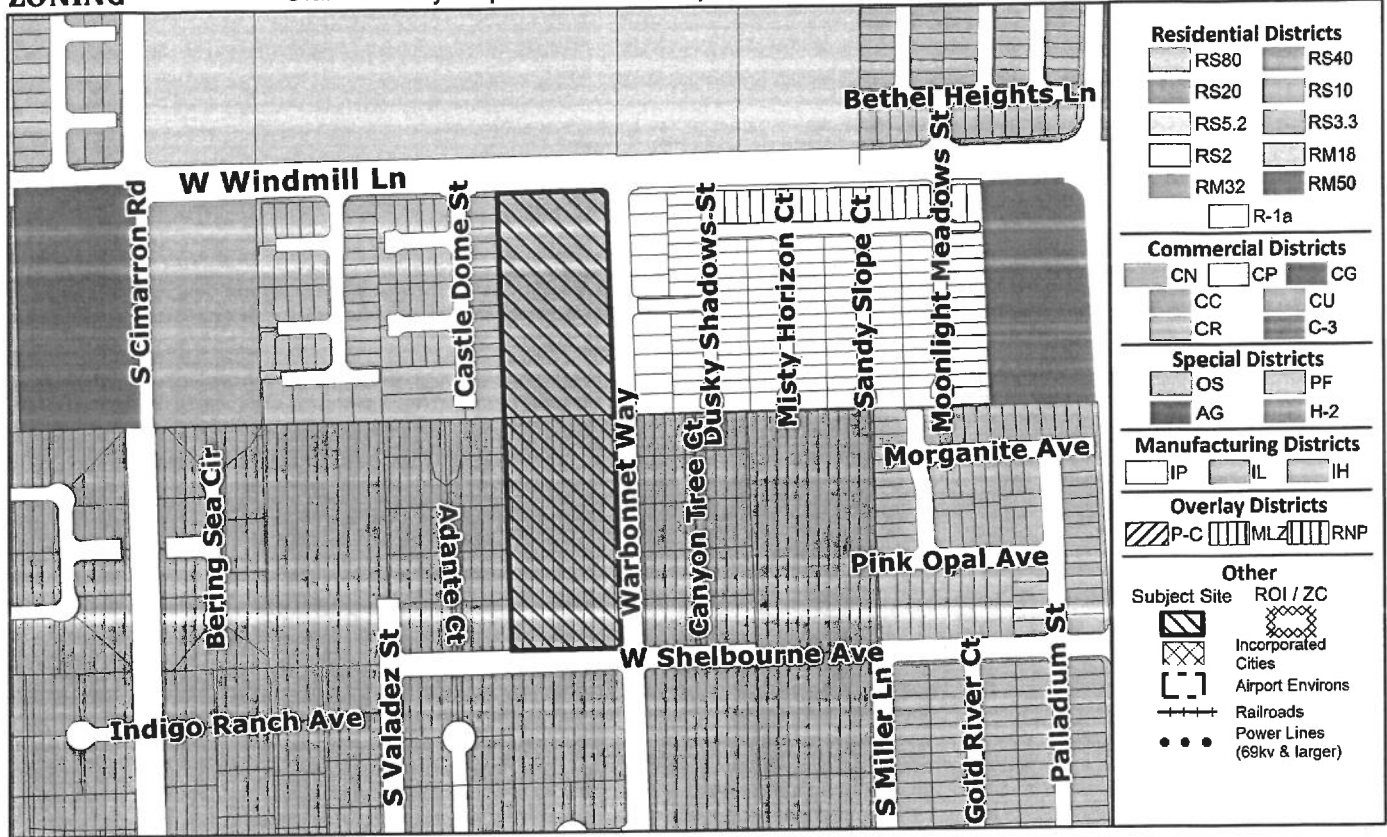 ZONING
Bethel Heights Ln
W Windmill Ln
S Cimarron Rd
Castle Dome St
Warbonnet Way
Dusky Shadows St
Misty Horizon Ct
Sandy Slope Ct
Moonlight Meadows St
Bering Sea Cir
Adante Ct
Canyon Tree Ct
Morganite Ave
Pink Opal Ave
W Shelbourne Ave
Indigo Ranch Ave
S Valadez St
S Miller Ln
Gold River Ct
Palladium St
Residential Districts
RS80 RS40
RS20 RS10
RS5.2 RS3.3
RS2 RM18
RM32 RM50
R-1a
Commercial Districts
CN CP CG
CC CU
CR C-3
Special Districts
OS PF
AG H-2
Manufacturing Districts
IP IL IH
Overlay Districts
P-C MLZ RNP
Other
Subject Site ROI / ZC
Incorporated
Cities
Airport Environs
Railroads
Power Lines
(69kv & larger)